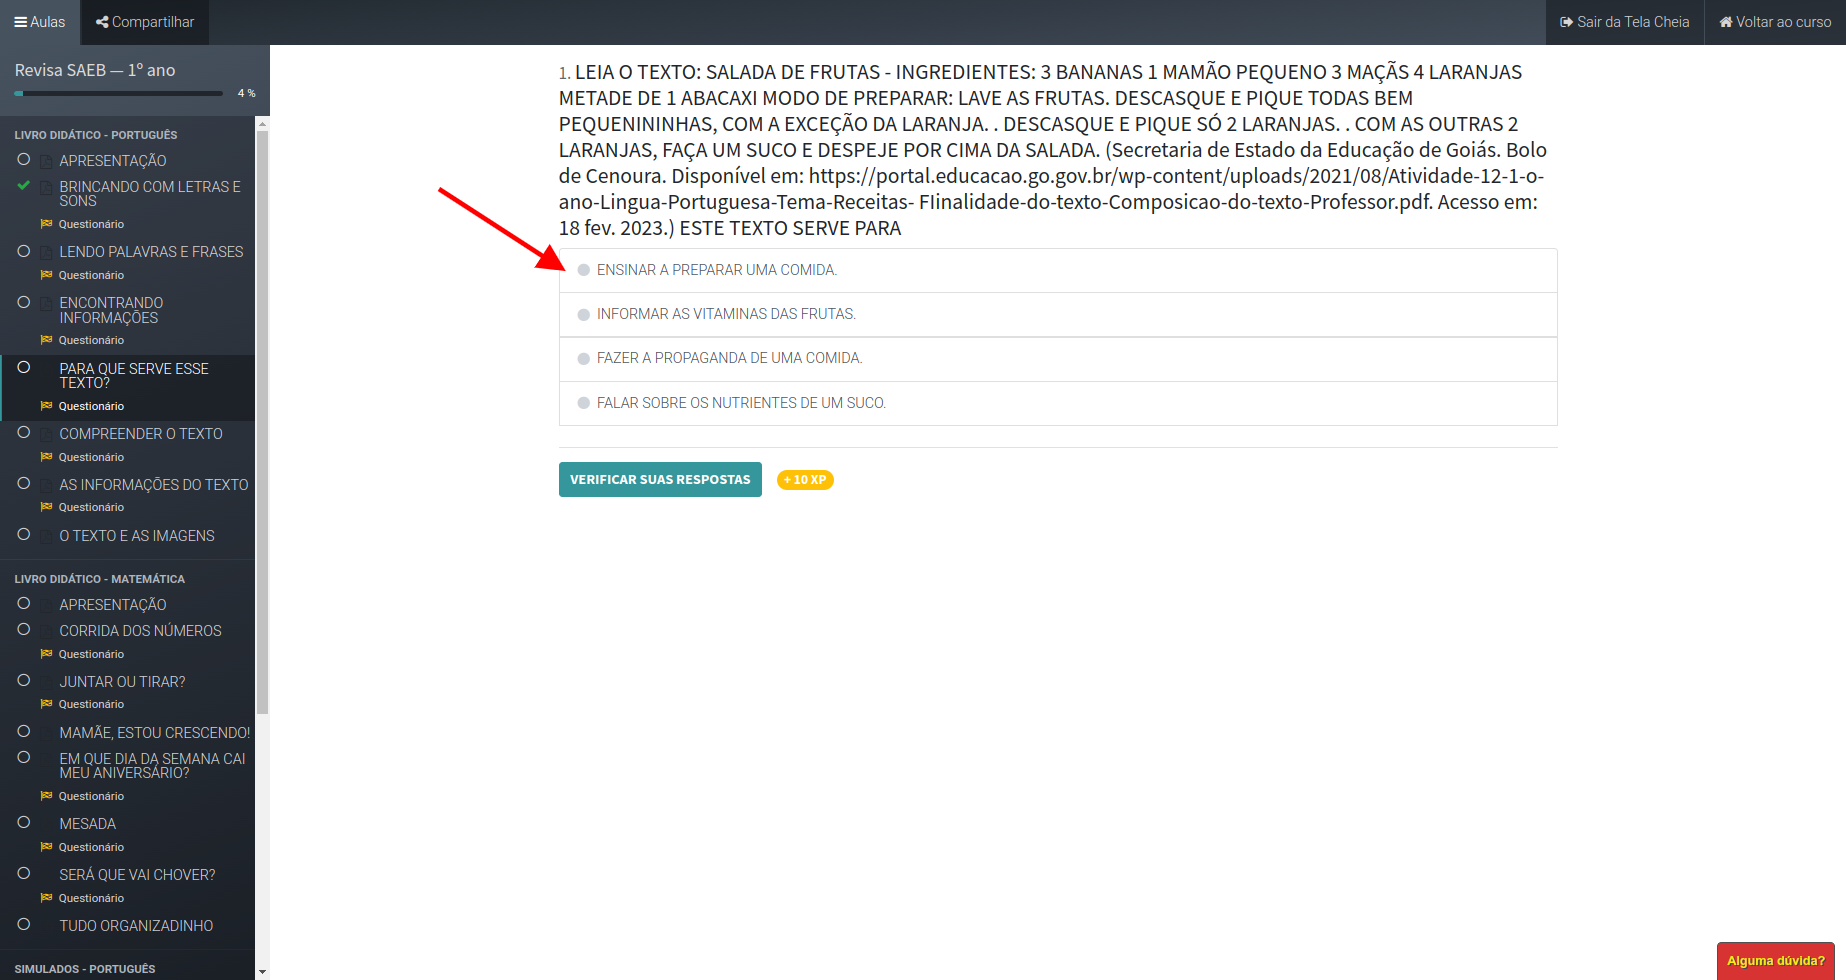 Aulas
Compartilhar
Sair da Tela Cheia
Voltar ao curso
Revisa SAEB — 1º ano
4 %
LIVRO DIDÁTICO - PORTUGUÊS
APRESENTAÇÃO
BRINCANDO COM LETRAS E
SONS
Questionário
LENDO PALAVRAS E FRASES
Questionário
ENCONTRANDO
INFORMAÇÕES
Questionário
PARA QUE SERVE ESSE
TEXTO?
Questionário
COMPREENDER O TEXTO
Questionário
AS INFORMAÇÕES DO TEXTO
Questionário
O TEXTO E AS IMAGENS
LIVRO DIDÁTICO - MATEMÁTICA
APRESENTAÇÃO
CORRIDA DOS NÚMEROS
Questionário
JUNTAR OU TIRAR?
Questionário
MAMÃE, ESTOU CRESCENDO!
EM QUE DIA DA SEMANA CAI
MEU ANIVERSÁRIO?
Questionário
MESADA
Questionário
SERÁ QUE VAI CHOVER?
Questionário
TUDO ORGANIZADINHO
SIMULADOS - PORTUGUÊS
1. LEIA O TEXTO: SALADA DE FRUTAS - INGREDIENTES: 3 BANANAS 1 MAMÃO PEQUENO 3 MAÇÃS 4 LARANJAS
METADE DE 1 ABACAXI MODO DE PREPARAR: LAVE AS FRUTAS. DESCASQUE E PIQUE TODAS BEM
PEQUENININHAS, COM A EXCEÇÃO DA LARANJA. . DESCASQUE E PIQUE SÓ 2 LARANJAS. . COM AS OUTRAS 2
LARANJAS, FAÇA UM SUCO E DESPEJE POR CIMA DA SALADA. (Secretaria de Estado da Educação de Goiás. Bolo
de Cenoura. Disponível em: https://portal.educacao.go.gov.br/wp-content/uploads/2021/08/Atividade-12-1-o-
ano-Lingua-Portuguesa-Tema-Receitas- FIinalidade-do-texto-Composicao-do-texto-Professor.pdf. Acesso em:
18 fev. 2023.) ESTE TEXTO SERVE PARA
ENSINAR A PREPARAR UMA COMIDA.
INFORMAR AS VITAMINAS DAS FRUTAS.
FAZER A PROPAGANDA DE UMA COMIDA.
FALAR SOBRE OS NUTRIENTES DE UM SUCO.
VERIFICAR SUAS RESPOSTAS
+ 10 XP
Alguma dúvida?